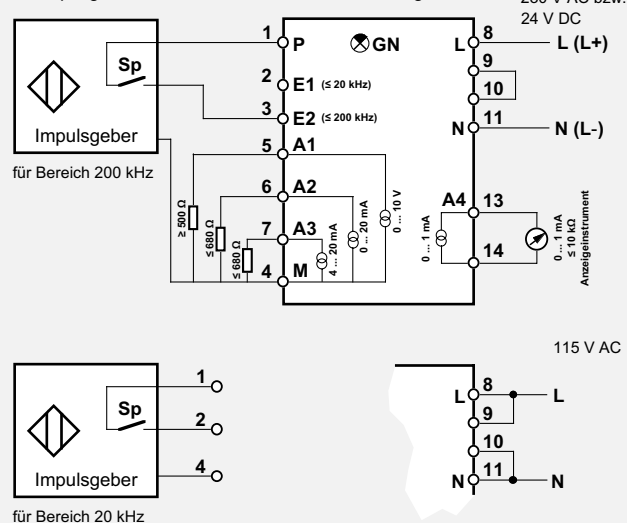 24 V DC
1 P GN L 8 L (L+)
Sp
2 E1 (≤ 20 kHz) 9
10
3 E2 (≤ 200 kHz)
N 11 N (L-)
Impulsgeber
für Bereich 200 kHz
5 A1
6 A2
7 A3
4 M
≥ 500 Ω
≤ 680 Ω
≤ 680 Ω
4 ... 20 mA
0 ... 20 mA
0 ... 10 V
A4 13
14
0 ... 1 mA
0 ... 1 mA
≤ 10 kΩ
Anzeigeinstrument
115 V AC
1
Sp
2
4
Impulsgeber
für Bereich 20 kHz
L 8 L
9
10
N 11 N